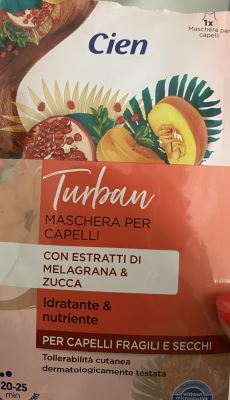 1x
Maschera per
capelli
Cien
Turban
MASCHERA PER
CAPELLI
CON ESTRATTI DI
MELAGRANA &
ZUCCA
Idratante &
nutriente
PER CAPELLI FRAGILI E SECCHI
Tollerabilità cutanea
dermatologicamente testata
20-25
min
without